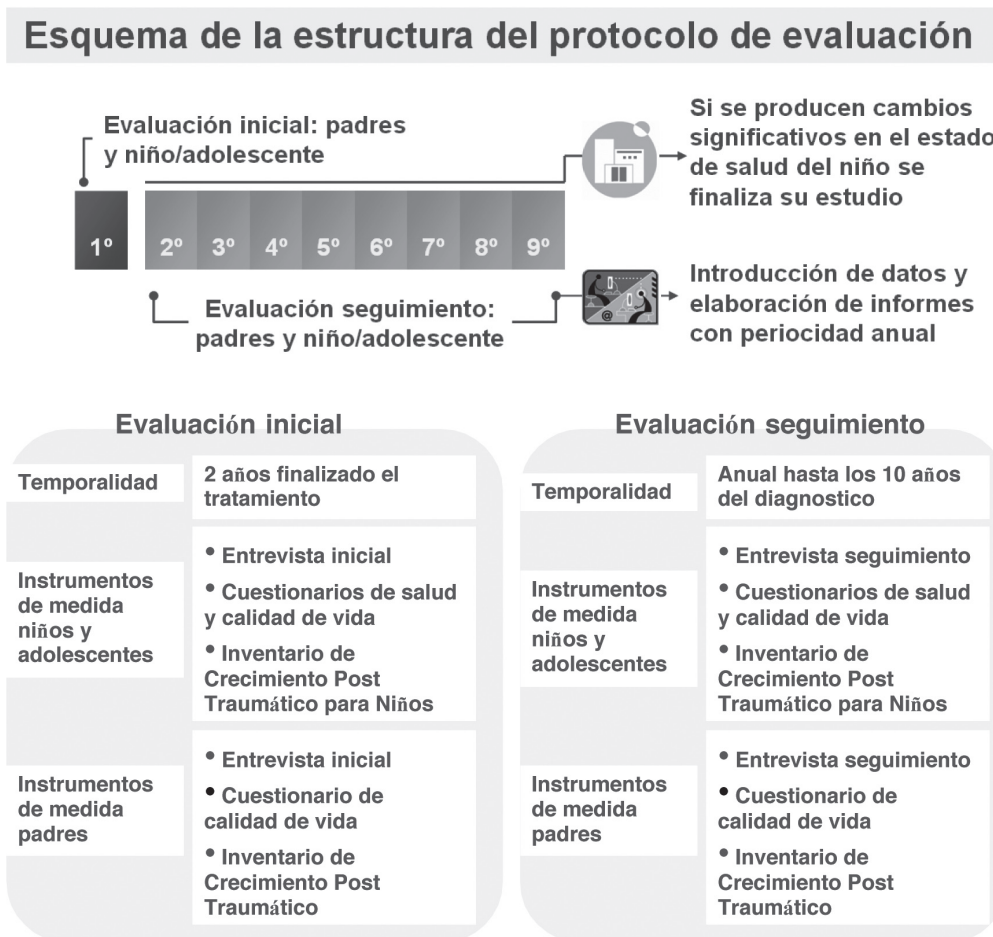 Esquema de la estructura del protocolo de evaluación
Evaluación inicial: padres
y niño/adolescente
Si se producen cambios
significativos en el estado
de salud del niño se
finaliza su estudio
1º 2º 3º 4º 5º 6º 7º 8º 9º
Evaluación seguimiento:
padres y niño/adolescente
@
Introducción de datos y
elaboración de informes
con periocidad anual
Evaluación inicial
Temporalidad
2 años finalizado el
tratamiento
Instrumentos
de medida
niños y
adolescentes
• Entrevista inicial
• Cuestionarios de salud
y calidad de vida
• Inventario de
Crecimiento Post
Traumático para Niños
Instrumentos
de medida
padres
• Entrevista inicial
• Cuestionario de
calidad de vida
• Inventario de
Crecimiento Post
Traumático
Evaluación seguimiento
Temporalidad
Anual hasta los 10 años
del diagnostico
Instrumentos
de medida
niños y
adolescentes
• Entrevista seguimiento
• Cuestionarios de salud
y calidad de vida
• Inventario de
Crecimiento Post
Traumático para Niños
Instrumentos
de medida
padres
• Entrevista seguimiento
• Cuestionario de
calidad de vida
• Inventario de
Crecimiento Post
Traumático